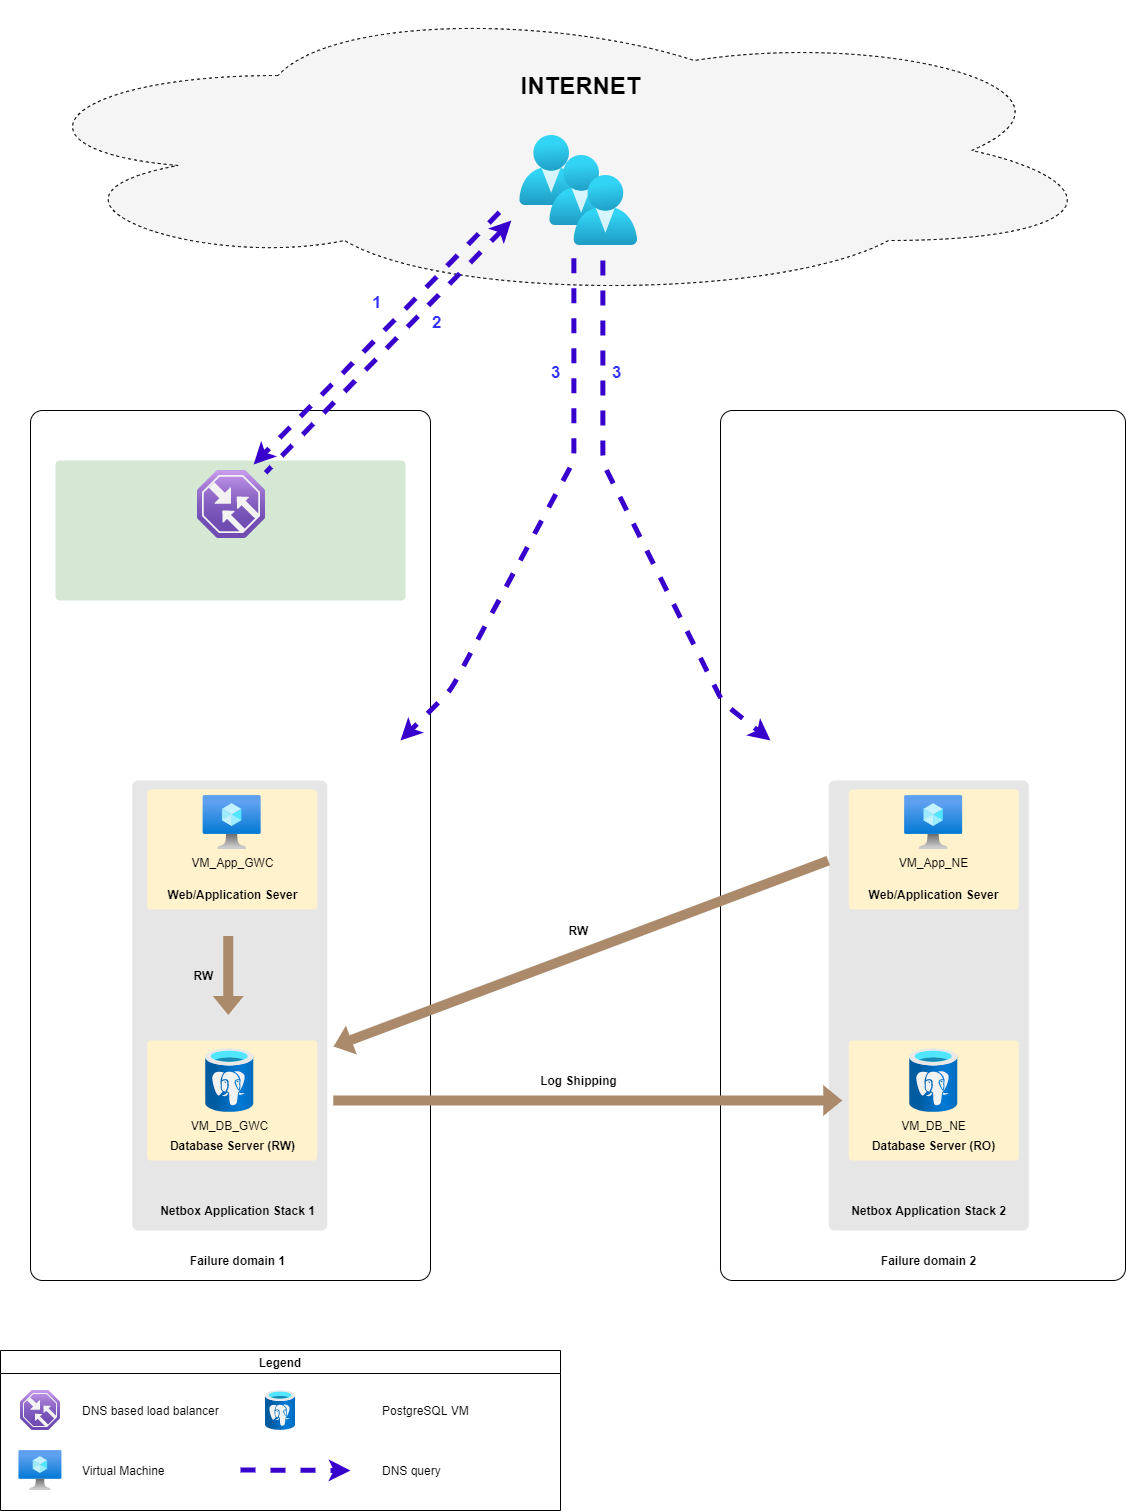 INTERNET
1
2
3
3
VM_App_GWC
Web/Application Sever
VM_App_NE
Web/Application Sever
RW
RW
VM_DB_GWC
Database Server (RW)
Log Shipping
VM_DB_NE
Database Server (RO)
Netbox Application Stack 1
Netbox Application Stack 2
Failure domain 1
Failure domain 2
Legend
DNS based load balancer
PostgreSQL VM
Virtual Machine
DNS query